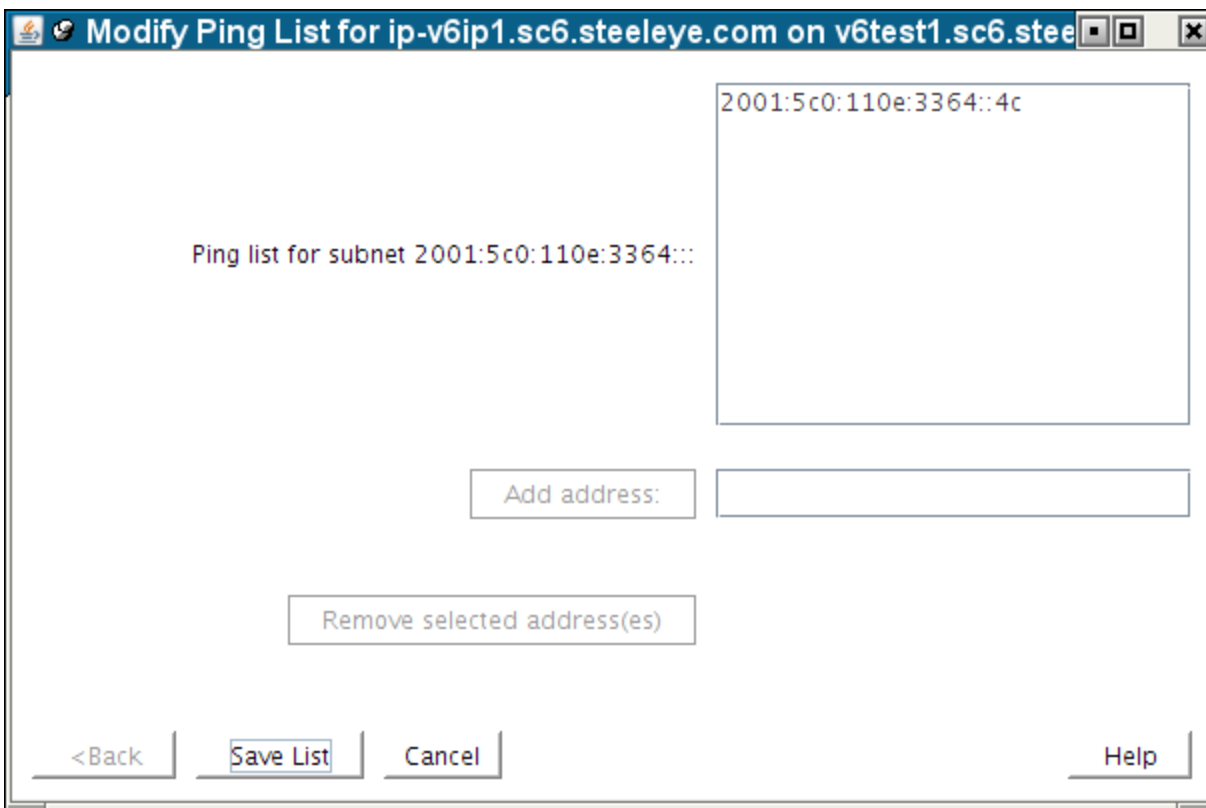 Modify Ping List for ip-v6ip1.sc6.steeleye.com on v6test1.sc6.stee
2001:5c0:110e:3364::4c
Ping list for subnet 2001:5c0:110e:3364:::
Add address:
Remove selected address(es)
<Back Save List Cancel Help